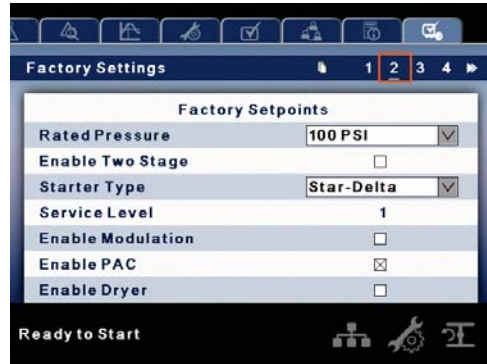 Factory Settings 1 2 3 4
Factory Setpoints
Rated Pressure 100 PSI
Enable Two Stage
Starter Type Star-Delta
Service Level 1
Enable Modulation
Enable PAC
Enable Dryer
Ready to Start